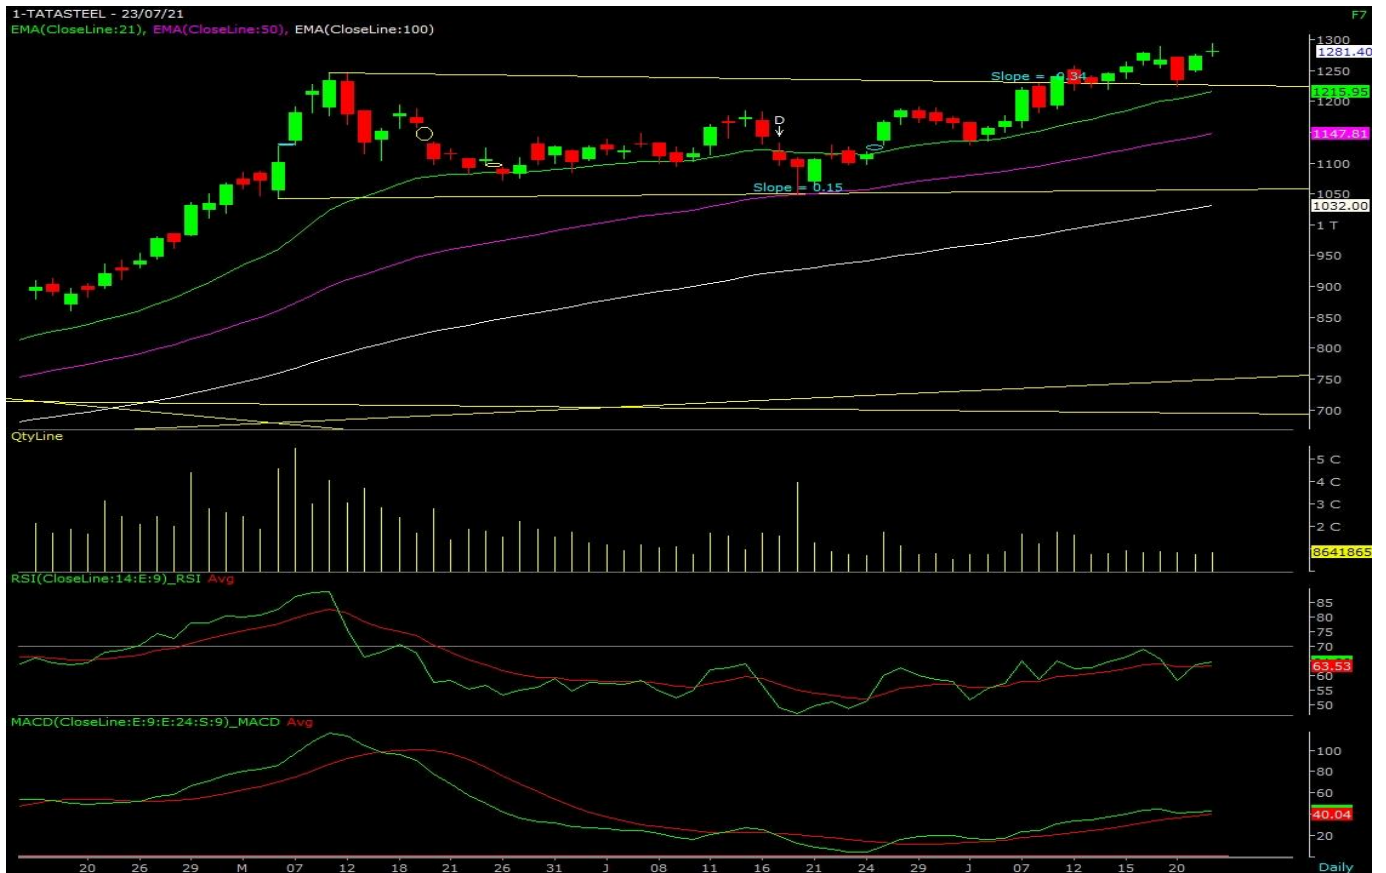 1-TATASTEEL - 23/07/21 F7
EMA(CloseLine:21), EMA(CloseLine:50), EMA(CloseLine:100)
1300
1281.40
1250
Slope = -0.34
1215.95
1200
D
1147.81
1100
Slope = 0.15
1050
1032.00
1 T
950
900
850
800
750
700
QtyLine
5 C
4 C
3 C
2 C
8641865
RSI(CloseLine:14:E:9)_RSI Avg
85
80
75
70
63.53
60
55
50
MACD(CloseLine:E:9:E:24:S:9)_MACD Avg
100
80
60
40.04
20
20 26 29 M 07 12 18 21 26 31 J 08 11 16 21 24 29 J 07 12 15 20 Daily